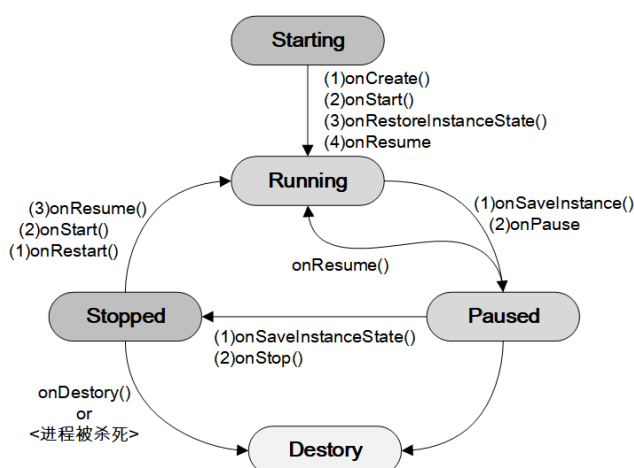 Starting
(1)onCreate()
(2)onStart()
(3)onRestoreInstanceState()
(4)onResume
Running
(3)onResume()
(2)onStart()
(1)onRestart()
(1)onSaveInstance()
(2)onPause
onResume()
Stopped
Paused
(1)onSaveInstanceState()
(2)onStop()
onDestory()
or
<进程被杀死>
Destory